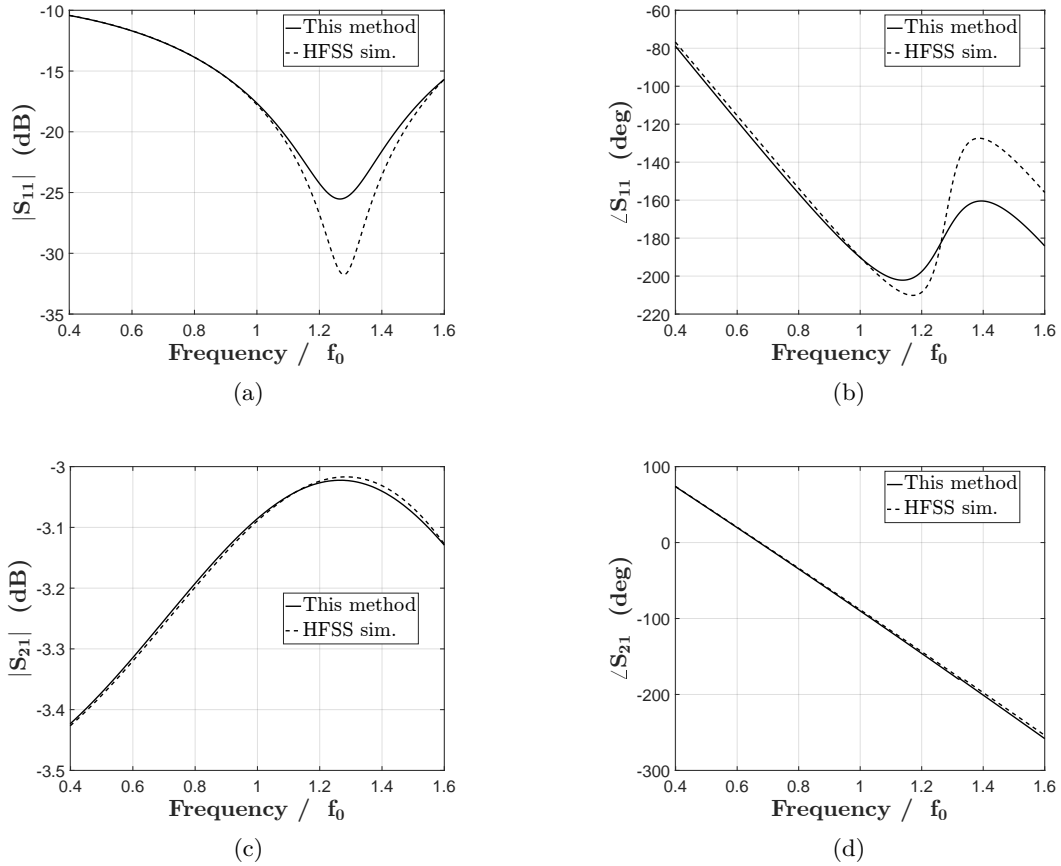 -10
-15
-20
-25
-30
-35
|S11| (dB)
This method
HFSS sim.
0.4 0.6 0.8 1 1.2 1.4 1.6
Frequency / f0
(a)
-60
-80
-100
-120
-140
-160
-180
-200
-220
∠S11 (deg)
This method
HFSS sim.
0.4 0.6 0.8 1 1.2 1.4 1.6
Frequency / f0
(b)
-3
-3.1
-3.2
-3.3
-3.4
-3.5
|S21| (dB)
This method
HFSS sim.
0.4 0.6 0.8 1 1.2 1.4 1.6
Frequency / f0
(c)
100
0
-100
-200
-300
∠S21 (deg)
This method
HFSS sim.
0.4 0.6 0.8 1 1.2 1.4 1.6
Frequency / f0
(d)